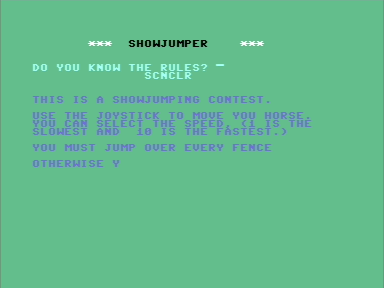 *** SHOWJUMPER ***
DO YOU KNOW THE RULES? _
SCNCLR
THIS IS A SHOWJUMPING CONTEST.
USE THE JOYSTICK TO MOVE YOU HORSE.
YOU CAN SELECT THE SPEED, (1 IS THE
SLOWEST AND 10 IS THE FASTEST.)
YOU MUST JUMP OVER EVERY FENCE
OTHERWISE Y